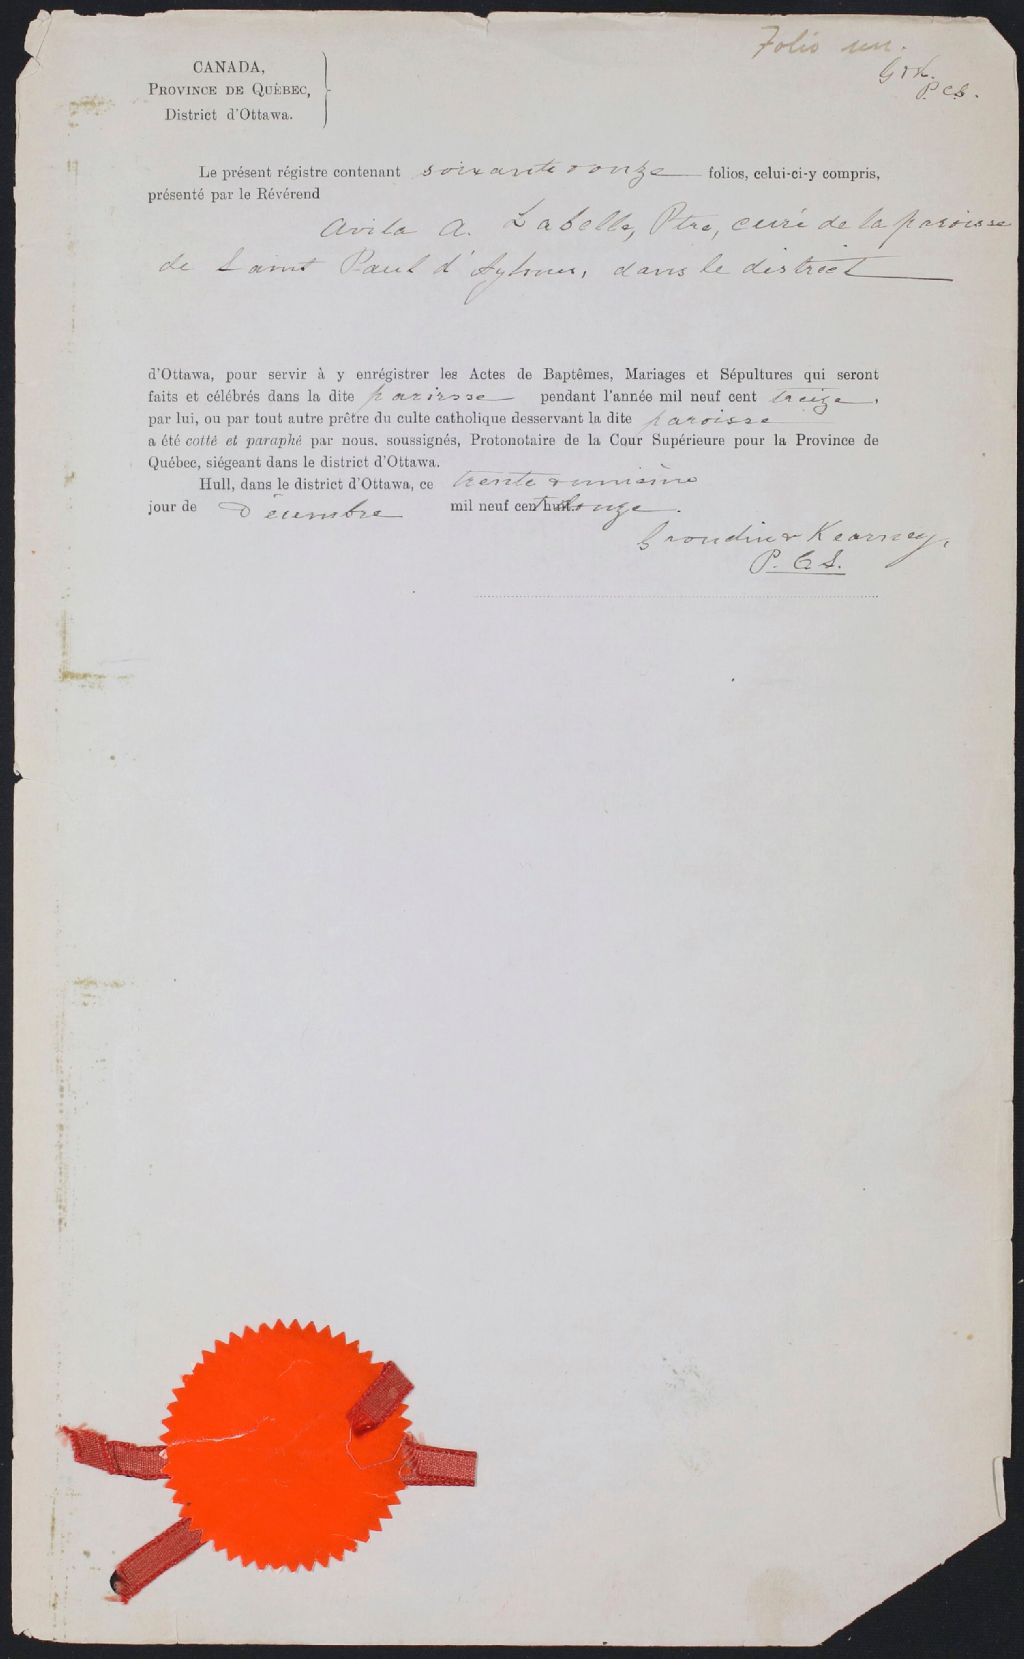 Folio un.
G & K.
P.C.S.
CANADA,
PROVINCE DE QUÉBEC,
District d'Ottawa.
Le présent régistre contenant soixante & onze folios, celui-ci-y compris,
présenté par le Révérend
Avila A. Labelle, Ptre, curé de la paroisse
de Saint Paul d'Aylmer, dans le district
d'Ottawa, pour servir à y enrégistrer les Actes de Baptêmes, Mariages et Sépultures qui seront
faits et célébrés dans la dite paroisse pendant l'année mil neuf cent treize,
par lui, ou par tout autre prêtre du culte catholique desservant la dite paroisse
a été cotté et paraphé par nous, soussignés, Protonotaire de la Cour Supérieure pour la Province de
Québec, siégeant dans le district d'Ottawa.
Hull, dans le district d'Ottawa, ce trente & unième
jour de Décembre mil neuf cent douze.
Grondin & Kearney,
P.C.S.